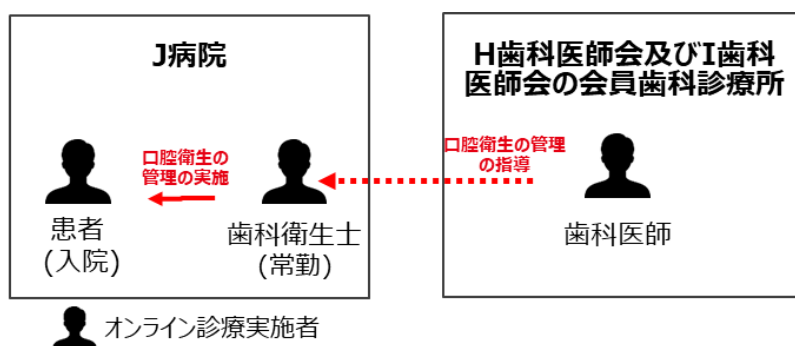 J病院
H歯科医師会及びI歯科
医師会の会員歯科診療所
口腔衛生の
管理の実施
口腔衛生の管理
の指導
患者
(入院)
歯科衛生士
(常勤)
歯科医師
オンライン診療実施者